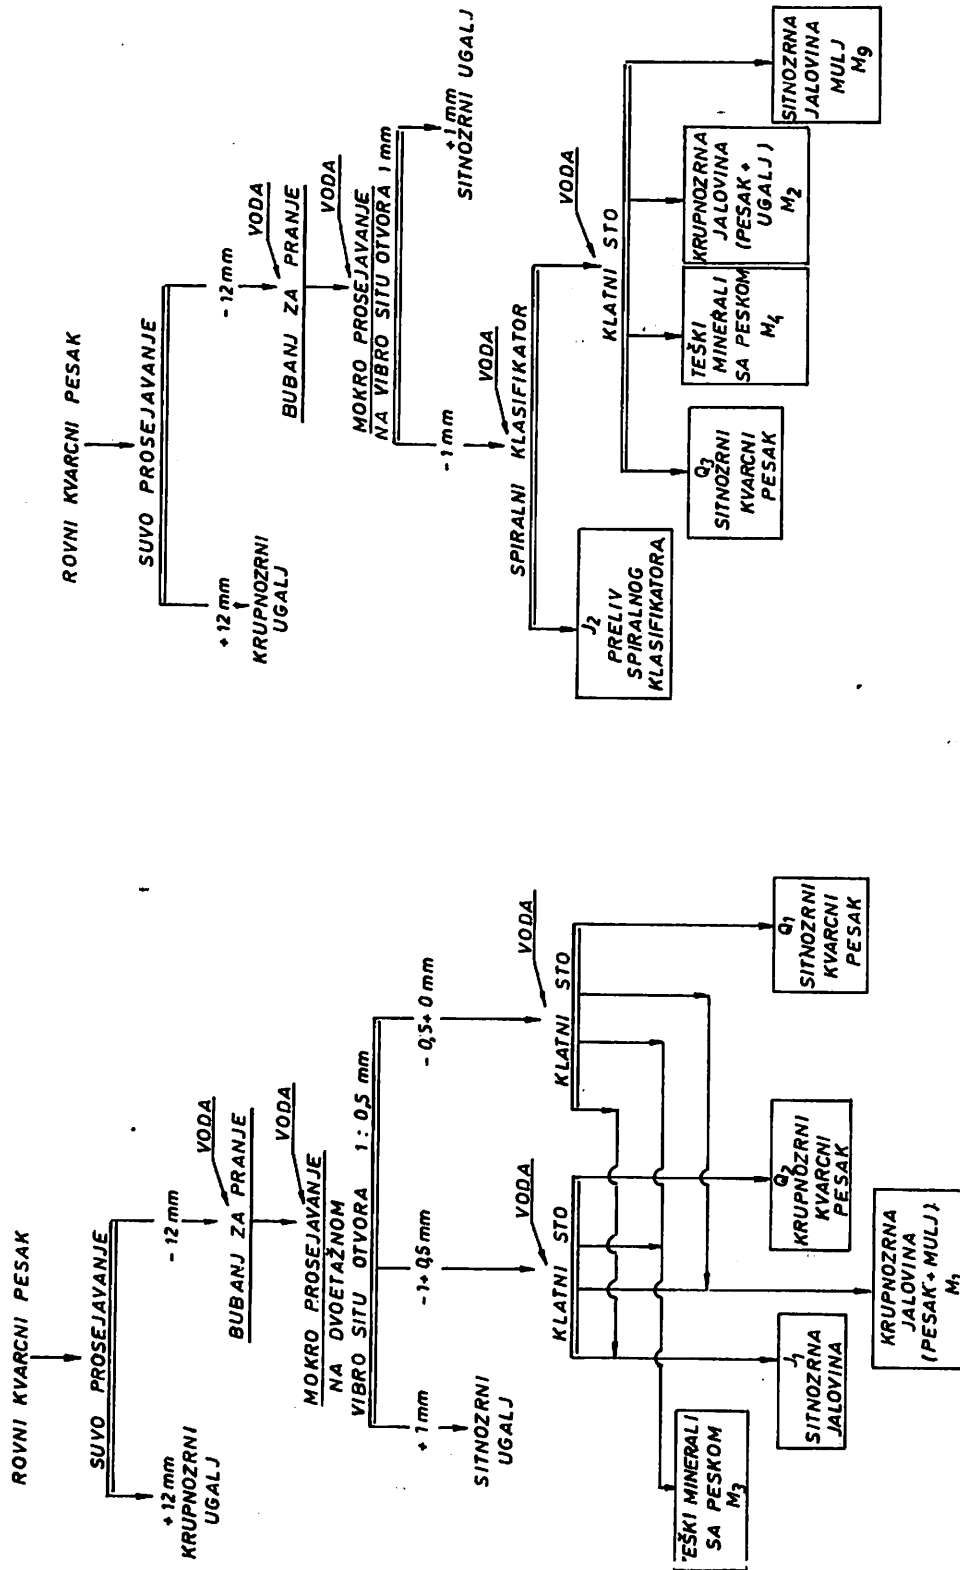 ROVNI KVARCNI PESAK
SUVO PROSEJAVANJE
+12 mm
KRUPNOZRNI
UGALJ
-12 mm
VODA
BUBANJ ZA PRANJE
VODA
MOKRO PROSEJAVANJE
NA DVOETAŽNOM
VIBRO SITU OTVORA 1 : 0,5 mm
+1 mm
SITNOZRNI
UGALJ
-1+0,5 mm
-0,5+0 mm
VODA
KLATNI STO
VODA
KLATNI STO
TEŠKI MINERALI
SA PESKOM
M3
J1
SITNOZRNA
JALOVINA
KRUPNOZRNA
JALOVINA
(PESAK + MULJ)
M1
Q2
KRUPNOZRNI
KVARCNI
PESAK
Q1
SITNOZRNI
KVARCNI
PESAK
ROVNI KVARCNI PESAK
SUVO PROSEJAVANJE
+12 mm
KRUPNOZRNI
UGALJ
-12 mm
VODA
BUBANJ ZA PRANJE
VODA
MOKRO PROSEJAVANJE
NA VIBRO SITU OTVORA 1 mm
-1 mm
+1 mm
SITNOZRNI UGALJ
VODA
SPIRALNI KLASIFIKATOR
J2
PRELIV
SPIRALNOG
KLASIFIKATORA
VODA
KLATNI STO
Q3
SITNOZRNI
KVARCNI
PESAK
TEŠKI
MINERALI
SA PESKOM
M4
KRUPNOZRNA
JALOVINA
(PESAK +
UGALJ)
M2
SITNOZRNA
JALOVINA
MULJ
M9